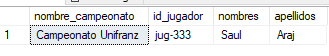 nombre_campeonato id_jugador nombres apellidos
1 Campeonato Unifranz jug-333 Saul Araj